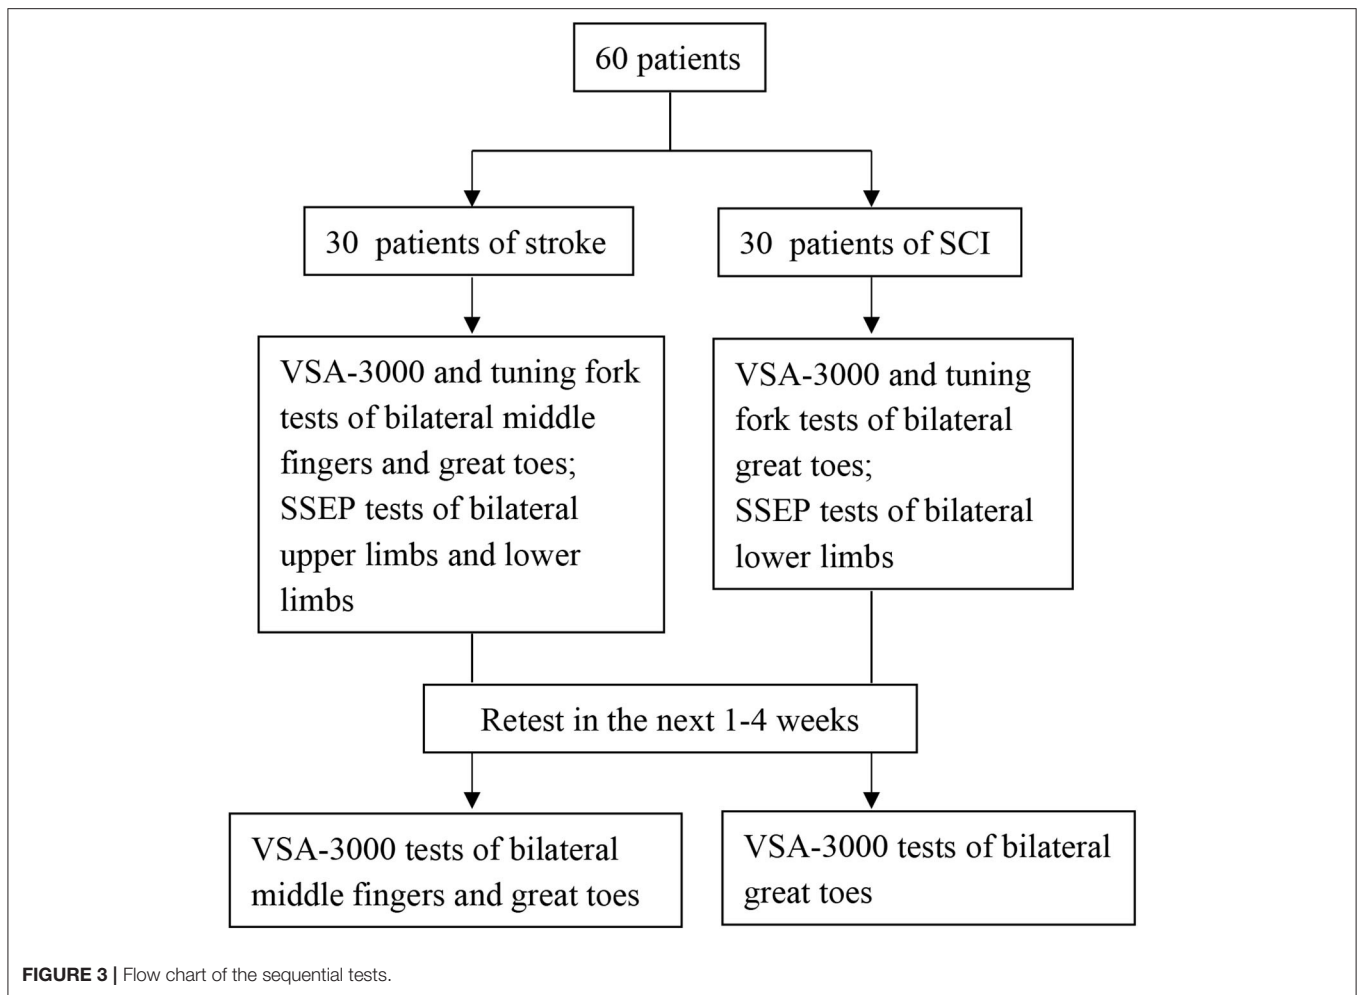 60 patients
30 patients of stroke
30 patients of SCI
VSA-3000 and tuning fork
tests of bilateral middle
fingers and great toes;
SSEP tests of bilateral
upper limbs and lower
limbs
VSA-3000 and tuning
fork tests of bilateral
great toes;
SSEP tests of bilateral
lower limbs
Retest in the next 1-4 weeks
VSA-3000 tests of bilateral
middle fingers and great toes
VSA-3000 tests of bilateral
great toes
FIGURE 3 | Flow chart of the sequential tests.